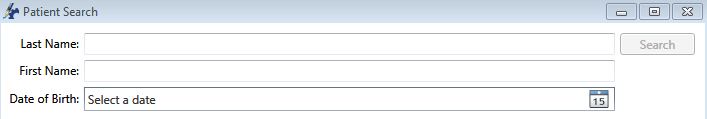 Patient Search
Last Name:
Search
First Name:
Date of Birth: Select a date 15